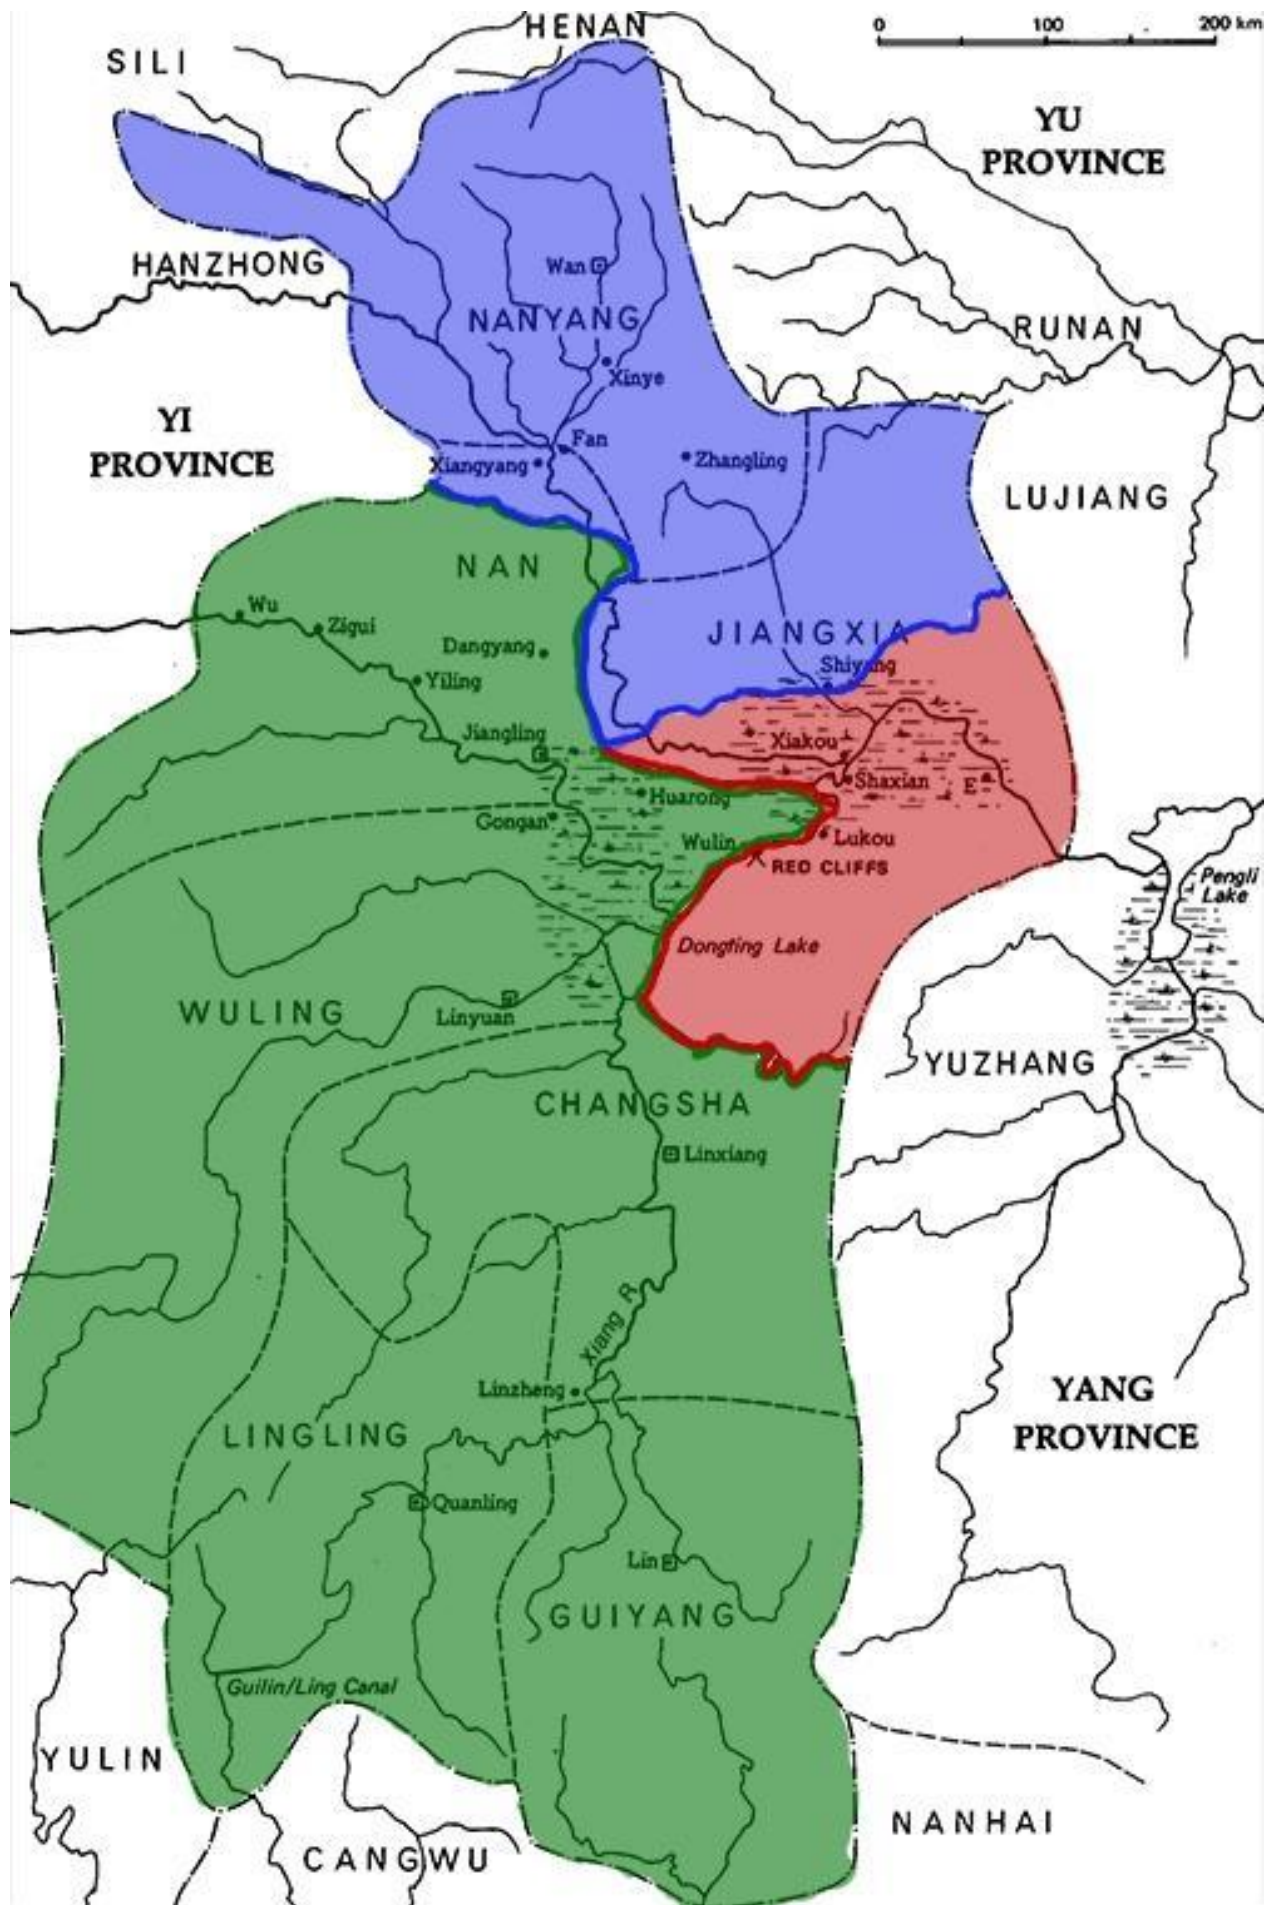 HENAN
0 100 200 km
SILI
YU
PROVINCE
HANZHONG
Wan
NANYANG
RUNAN
Xinye
YI
PROVINCE
Fan
Xiangyang
Zhangling
LUJIANG
NAN
Wu
Zigui
JIANGXIA
Dangyang
Shiyang
Yiling
Jiangling
Xiakou
Shaxian
E
Huarong
Gongan
Wulin
Lukou
RED CLIFFS
Pengli
Lake
Dongting Lake
WULING
Linyuan
YUZHANG
CHANGSHA
Linxiang
Xiang R
Linzheng
YANG
PROVINCE
LINGLING
Quanling
Lin
GUIYANG
Guilin/Ling Canal
YULIN
NANHAI
CANGWU